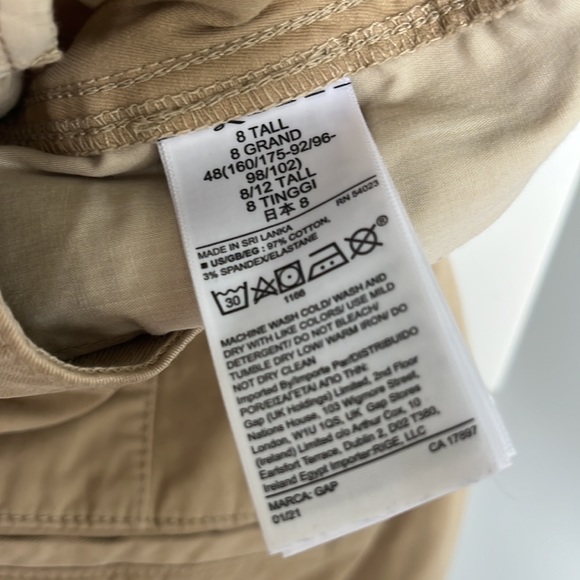 8 TALL
8 GRAND
48(160/175-92/96-
98/102)
8/12 TALL
8 TINGGI
日本 8
RN 54023
MADE IN SRI LANKA
■ US/GB/EG : 97% COTTON,
3% SPANDEX/ELASTANE
30
®
1166
MACHINE WASH COLD/ WASH AND
DRY WITH LIKE COLORS/ USE MILD
DETERGENT/ DO NOT BLEACH/
TUMBLE DRY LOW/ WARM IRON/ DO
NOT DRY CLEAN
Imported By/Importe Par/DISTRIBUIDO
POR/ΕΙΣΑΓΕΤΑΙ ΑΠΟ ΤΗΝ:
Gap (UK Holdings) Limited, 2nd Floor
Nations House, 103 Wigmore Street,
London, W1U 1QS, UK Gap Stores
(Ireland) Limited c/o Arthur Cox, 10
Earlsfort Terrace, Dublin 2, D02 T380,
Ireland Egypt Importer:RIGE, LLC
CA 17897
MARCA: GAP
01/21